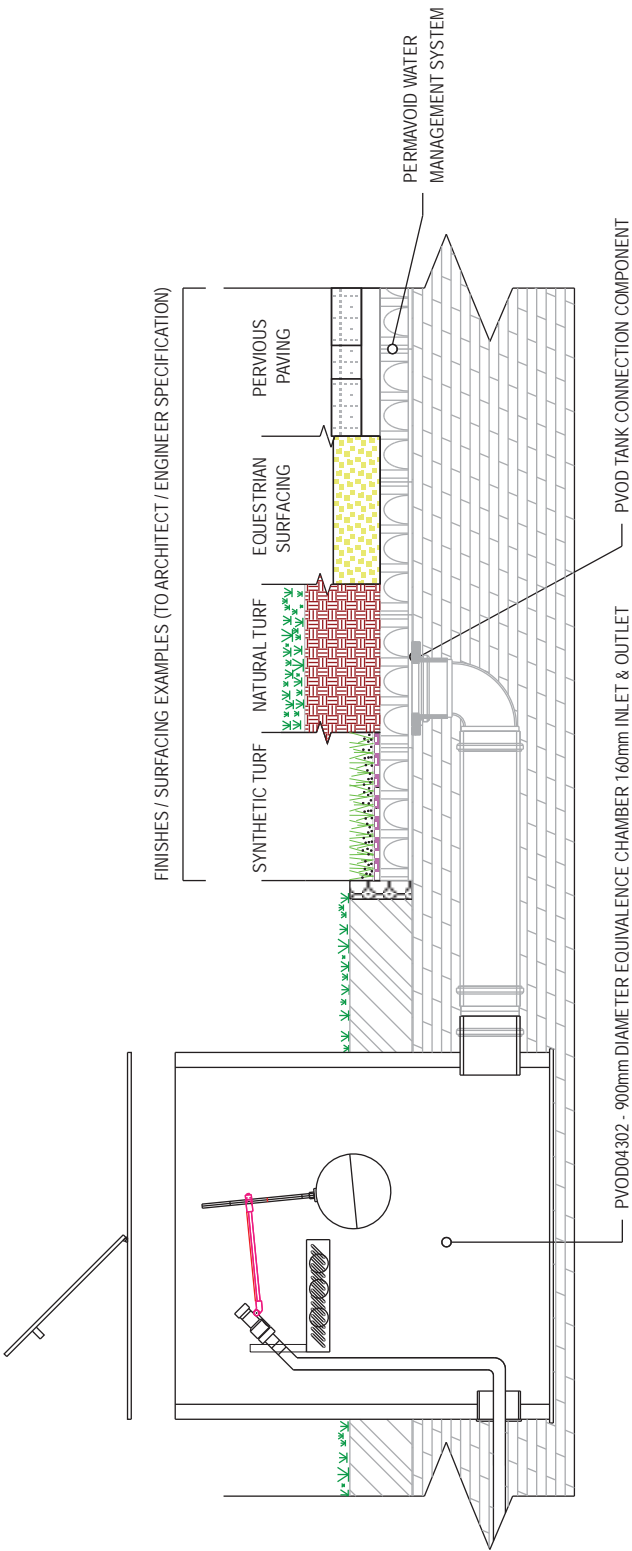 FINISHES / SURFACING EXAMPLES (TO ARCHITECT / ENGINEER SPECIFICATION)
SYNTHETIC TURF
NATURAL TURF
EQUESTRIAN
SURFACING
PERVIOUS
PAVING
PERMAVOID WATER
MANAGEMENT SYSTEM
PVOD04302 - 900mm DIAMETER EQUIVALENCE CHAMBER 160mm INLET & OUTLET
PVOD TANK CONNECTION COMPONENT